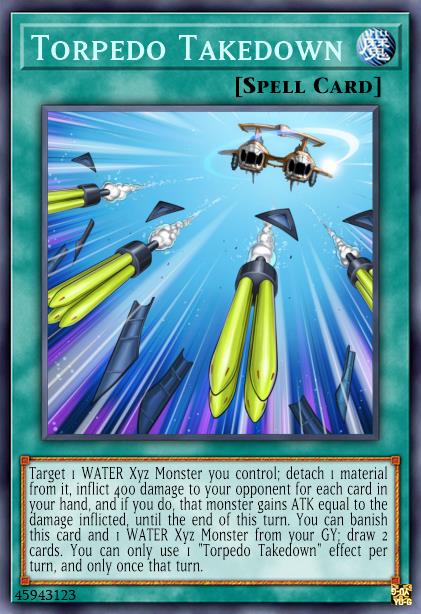 Torpedo Takedown
[Spell Card]
Target 1 WATER Xyz Monster you control; detach 1 material
from it, inflict 400 damage to your opponent for each card in
your hand, and if you do, that monster gains ATK equal to the
damage inflicted, until the end of this turn. You can banish
this card and 1 WATER Xyz Monster from your GY; draw 2
cards. You can only use 1 "Torpedo Takedown" effect per
turn, and only once that turn.
45943123